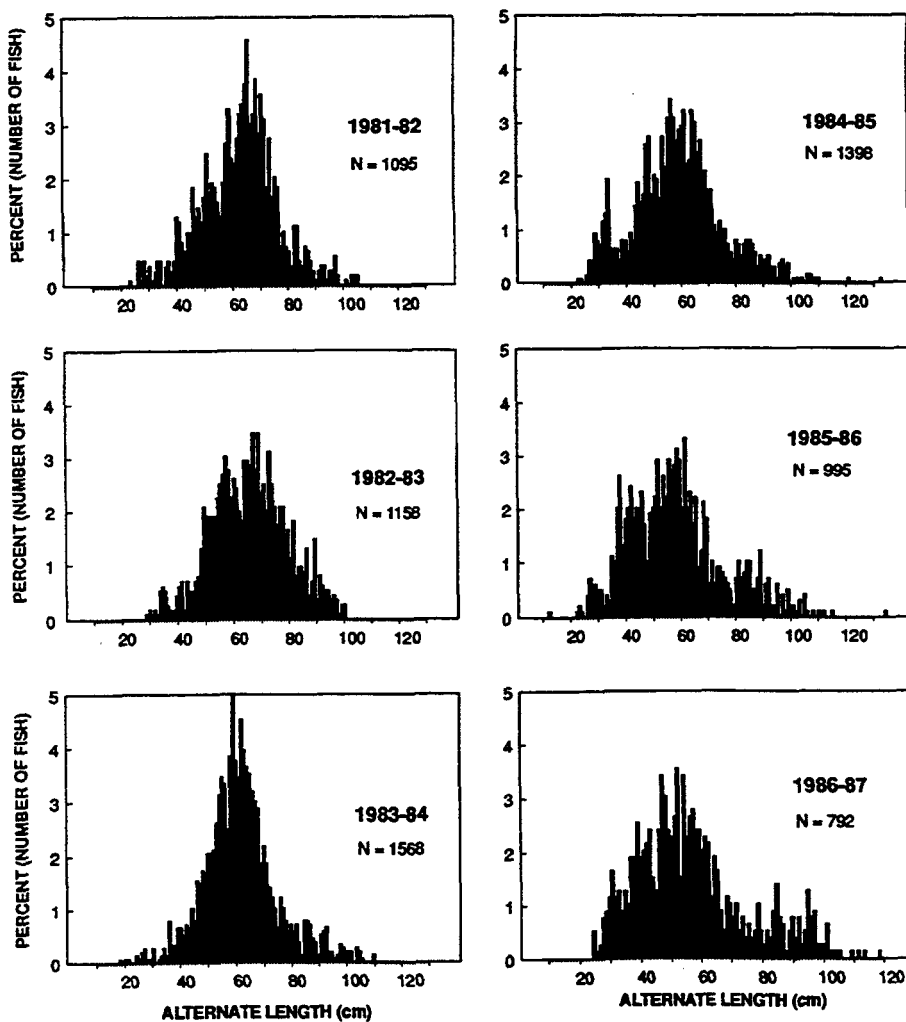 PERCENT (NUMBER OF FISH)
5
4
3
2
1
0
1981-82
N = 1095
20 40 60 80 100 120
5
4
3
2
1
0
1984-85
N = 1398
20 40 60 80 100 120
PERCENT (NUMBER OF FISH)
5
4
3
2
1
0
1982-83
N = 1158
20 40 60 80 100 120
5
4
3
2
1
0
1985-86
N = 995
20 40 60 80 100 120
PERCENT (NUMBER OF FISH)
5
4
3
2
1
0
1983-84
N = 1568
20 40 60 80 100 120
ALTERNATE LENGTH (cm)
5
4
3
2
1
0
1986-87
N = 792
20 40 60 80 100 120
ALTERNATE LENGTH (cm)